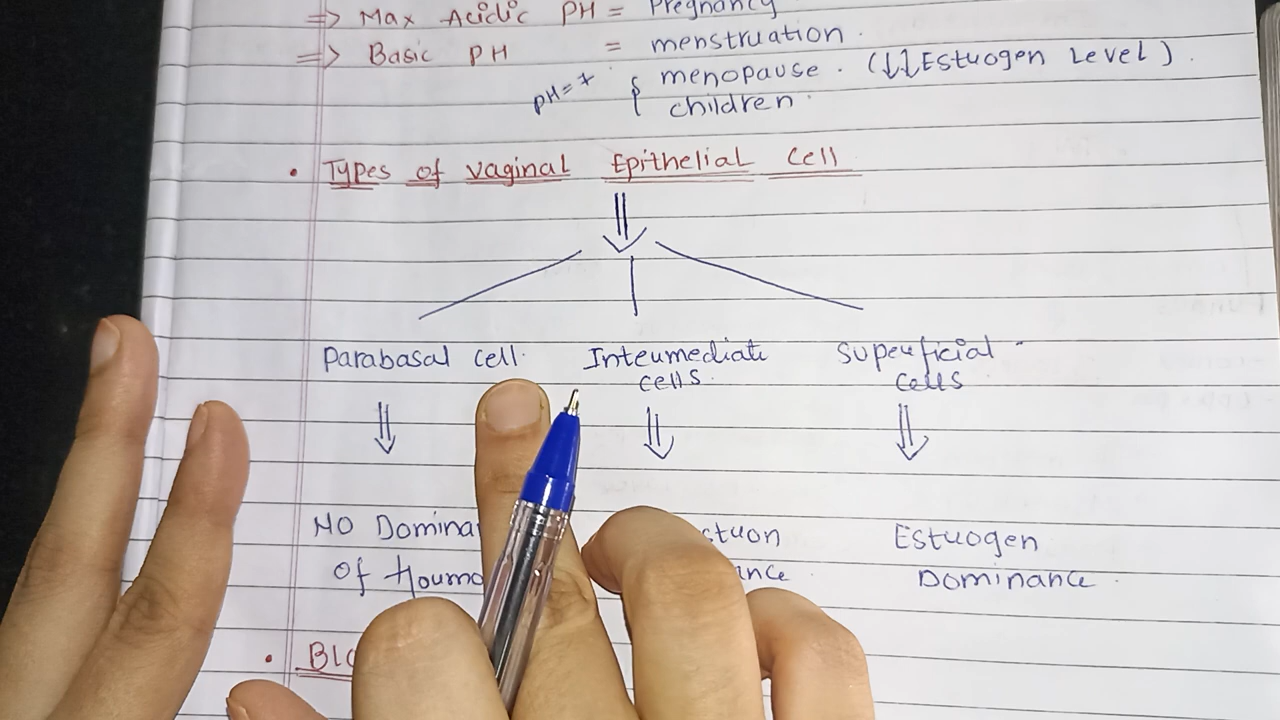 => Max Acidic PH = Pregnancy
=> Basic PH = menstruation.
PH=7 { menopause. (↓↓Estrogen Level).
children.
• Types of vaginal Epithelial cell
Parabasal cell. Intermediate cells. Superficial cells
NO Of Estrogen Dominance.